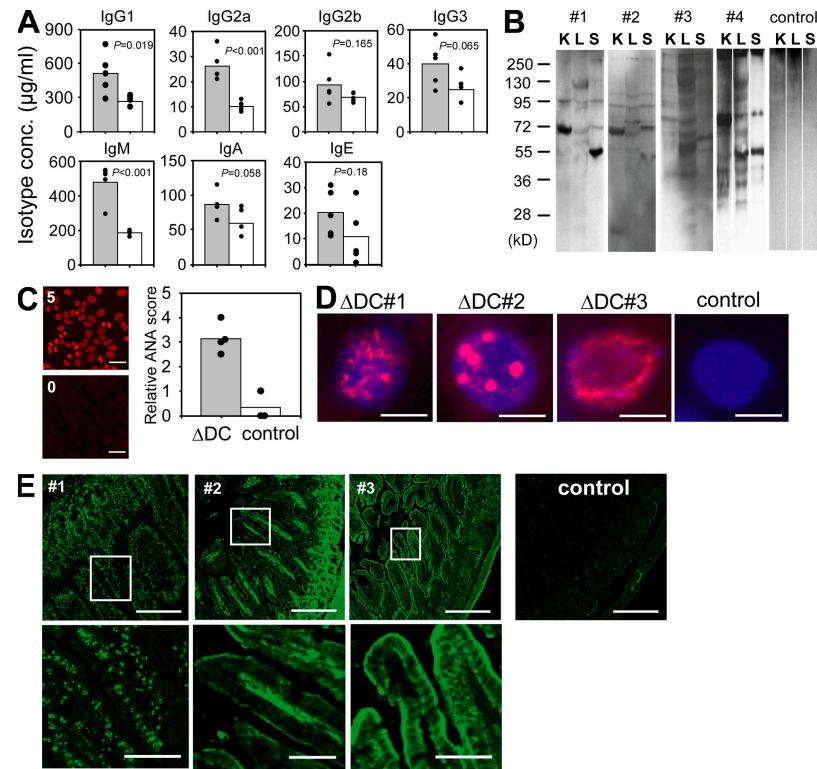 A
Isotype conc. (µg/ml)
IgG1 IgG2a IgG2b IgG3
900 600 300 0
P=0.019
40 30 20 10 0
P<0.001
200 150 100 50 0
P=0.165
60 40 20 0
P=0.065
IgM IgA IgE
600 400 200 0
P<0.001
150 100 50 0
P=0.058
30 20 10 0
P=0.18
B
#1 #2 #3 #4 control
K L S K L S K L S K L S K L S
250
130
95
72
55
36
28
(kD)
C
5
0
Relative ANA score
5
4
3
2
1
0
ΔDC control
D
ΔDC#1 ΔDC#2 ΔDC#3 control
E
#1 #2 #3 control